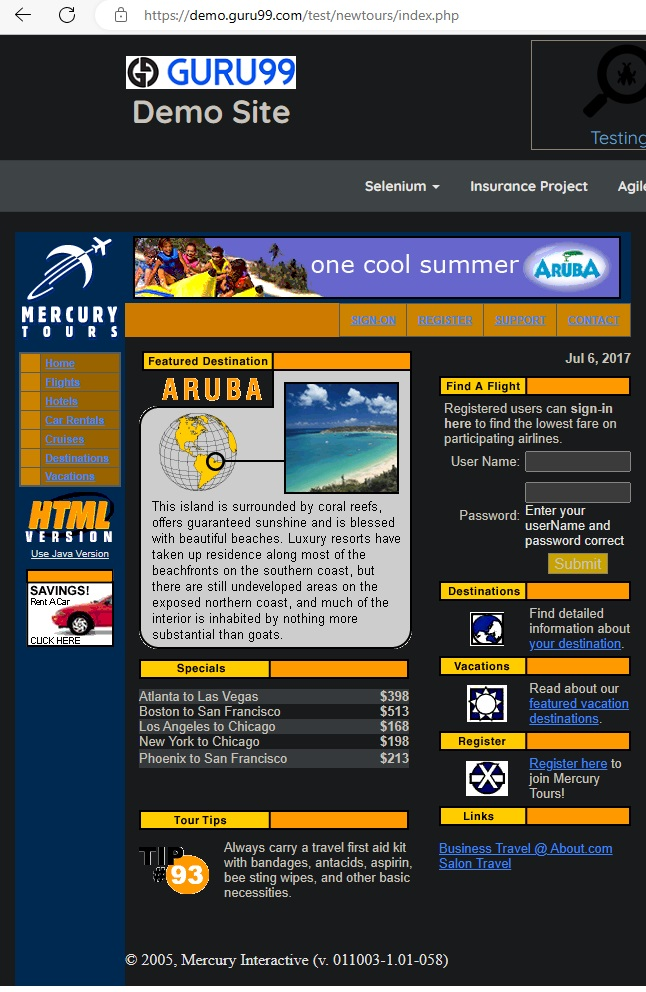 https://demo.guru99.com/test/newtours/index.php
GURU99
Demo Site
Testing
Selenium
Insurance Project
Agile
MERCURY
TOURS
one cool summer
ARUBA
SIGN-ON
REGISTER
SUPPORT
CONTACT
Home
Flights
Hotels
Car Rentals
Cruises
Destinations
Vacations
HTML
VERSION
Use Java Version
SAVINGS!
Rent A Car
CLICK HERE
Featured Destination
ARUBA
This island is surrounded by coral reefs,
offers guaranteed sunshine and is blessed
with beautiful beaches. Luxury resorts have
taken up residence along most of the
beachfronts on the southern coast, but
there are still undeveloped areas on the
exposed northern coast, and much of the
interior is inhabited by nothing more
substantial than goats.
Specials
Atlanta to Las Vegas $398
Boston to San Francisco $513
Los Angeles to Chicago $168
New York to Chicago $198
Phoenix to San Francisco $213
Tour Tips
TIP
#93
Always carry a travel first aid kit
with bandages, antacids, aspirin,
bee sting wipes, and other basic
necessities.
Jul 6, 2017
Find A Flight
Registered users can sign-in
here to find the lowest fare on
participating airlines.
User Name:
Password:
Enter your
userName and
password correct
Submit
Destinations
Find detailed
information about
your destination.
Vacations
Read about our
featured vacation
destinations.
Register
Register here to
join Mercury
Tours!
Links
Business Travel @ About.com
Salon Travel
© 2005, Mercury Interactive (v. 011003-1.01-058)